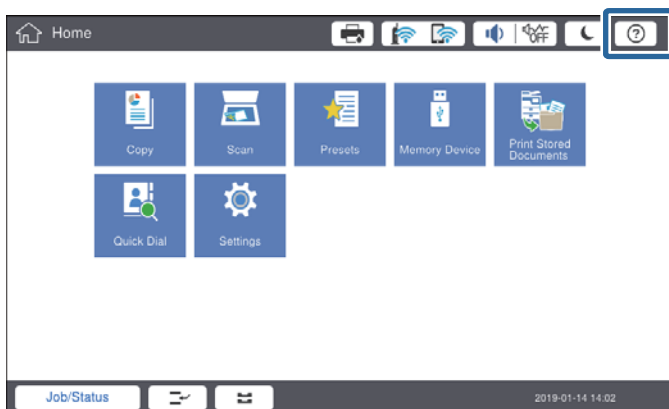 Home
OFF
?
Copy
Scan
Presets
Memory Device
Print Stored
Documents
Quick Dial
Settings
Job/Status
2019-01-14 14:02